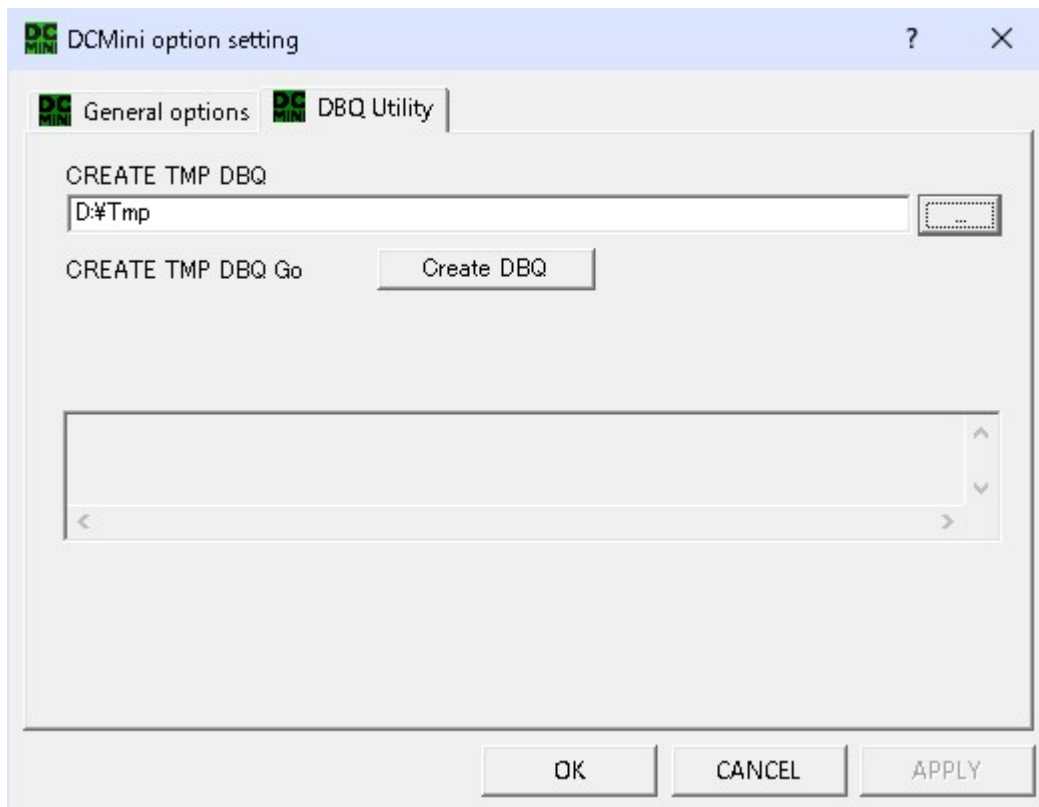 DC MINI DCMini option setting ? ×
DC MINI General options DC MINI DBQ Utility
CREATE TMP DBQ
D:¥Tmp ...
CREATE TMP DBQ Go Create DBQ
OK CANCEL APPLY